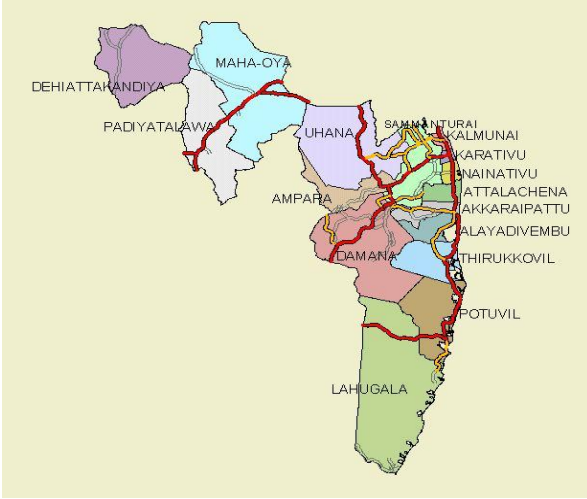 MAHA-OYA
DEHIATTAKANDIYA
PADIYATALAWA
SAMMANTURAI
UHANA
KALMUNAI
KARATIVU
NAINATIVU
ATTALACHENA
AMPARA
AKKARAIPATTU
ALAYADIVEMBU
DAMANA
THIRUKKOVIL
POTUVIL
LAHUGALA